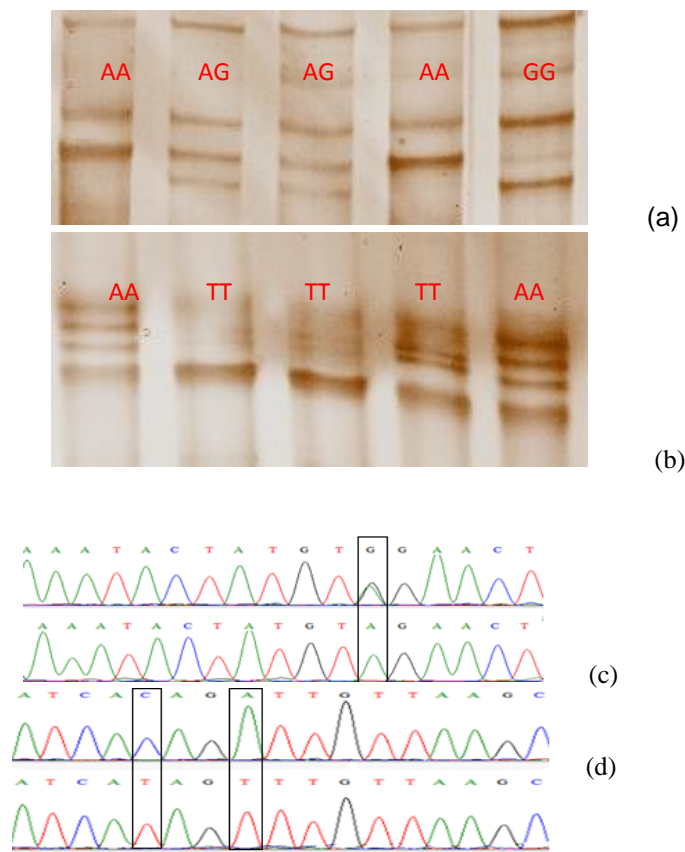 AA AG AG AA GG
(a)
AA TT TT TT AA
(b)
A A A T A C T A T G T G G A A C T
A A A T A C T A T G T A G A A C T
(c)
A T C A C A G A T T G T T A A G C
(d)
A T C A T A G T T T G T T A A G C